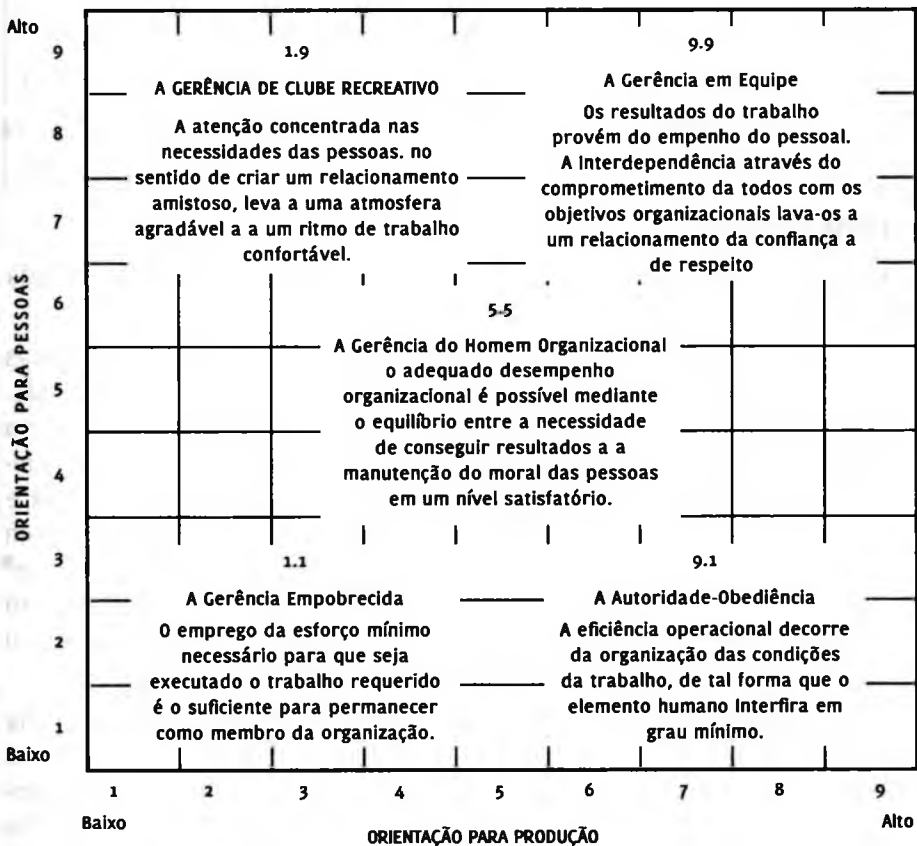 Alto
9
8
7
6
5
4
3
2
1
Baixo
ORIENTAÇÃO PARA PESSOAS
1.9
A GERÊNCIA DE CLUBE RECREATIVO
A atenção concentrada nas
necessidades das pessoas. no
sentido de criar um relacionamento
amistoso, leva a uma atmosfera
agradável a a um ritmo de trabalho
confortável.
9.9
A Gerência em Equipe
Os resultados do trabalho
provém do empenho do pessoal.
A Interdependência através do
comprometimento da todos com os
objetivos organizacionais lava-os a
um relacionamento da confiança a
de respeito
5-5
A Gerência do Homem Organizacional
o adequado desempenho
organizacional é possível mediante
o equilíbrio entre a necessidade
de conseguir resultados a a
manutenção do moral das pessoas
em um nível satisfatório.
1.1
A Gerência Empobrecida
O emprego da esforço mínimo
necessário para que seja
executado o trabalho requerido
é o suficiente para permanecer
como membro da organização.
9.1
A Autoridade-Obediência
A eficiência operacional decorre
da organização das condições
da trabalho, de tal forma que o
elemento humano Interfira em
grau mínimo.
1 2 3 4 5 6 7 8 9
Baixo Alto
ORIENTAÇÃO PARA PRODUÇÃO